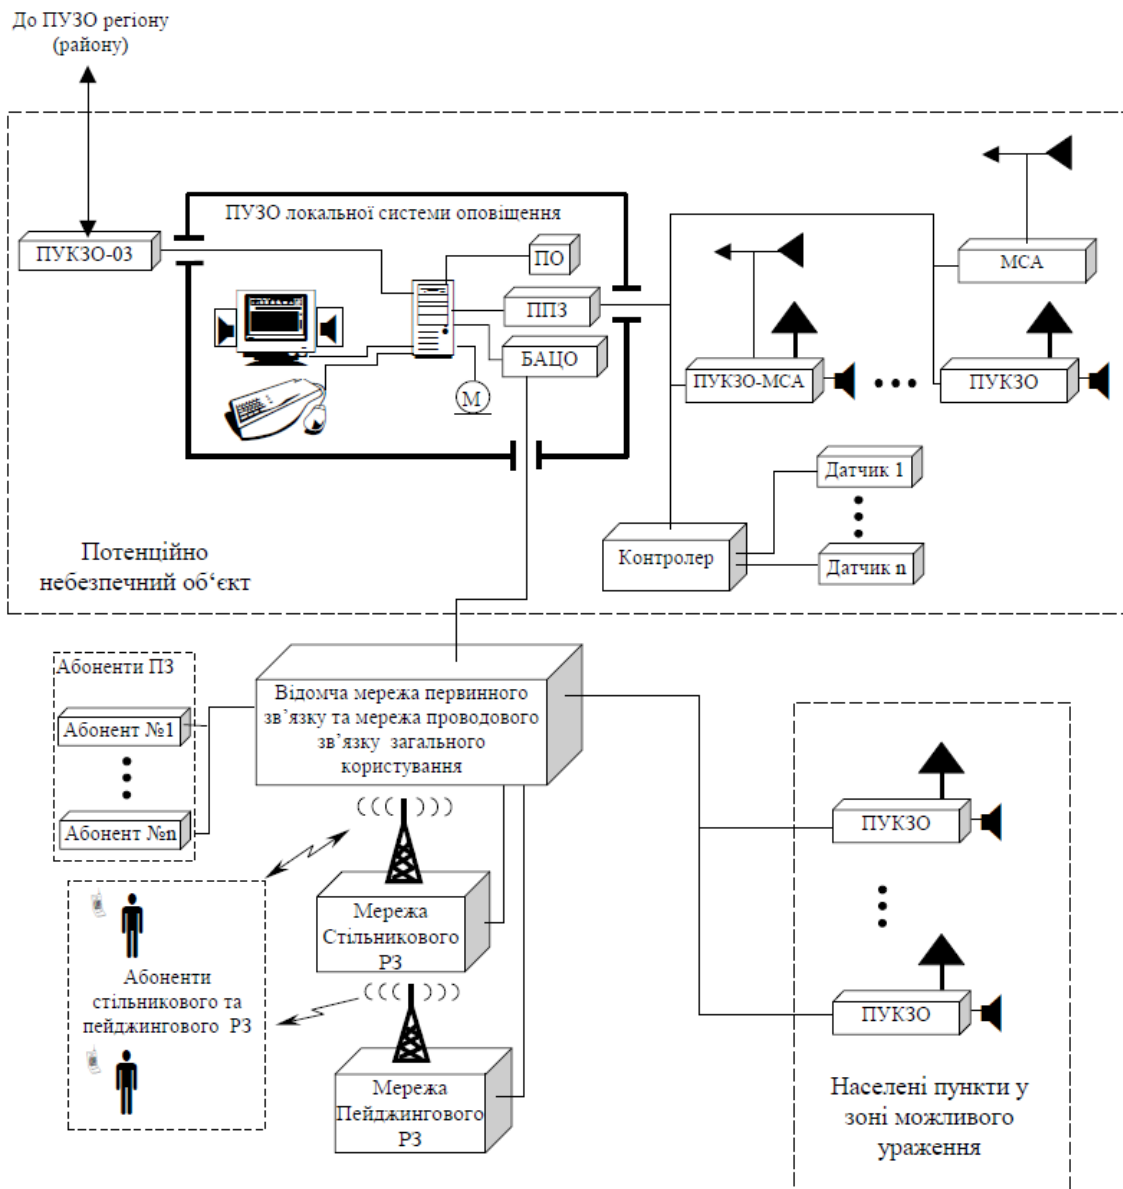 До ПУЗО регіону
(району)
ПУЗО локальної системи оповіщення
ПУКЗО-03
ПО
ППЗ
БАЦО
М
МСА
ПУКЗО-МСА
ПУКЗО
Датчик 1
Контролер
Датчик n
Потенційно
небезпечний об‘єкт
Абоненти ПЗ
Абонент №1
Абонент №n
Відомча мережа первинного
зв’язку та мережа проводового
зв’язку загального
користування
Мережа
Стільникового
РЗ
Абоненти
стільникового та
пейджингового РЗ
Мережа
Пейджингового
РЗ
ПУКЗО
ПУКЗО
Населені пункти у
зоні можливого
ураження